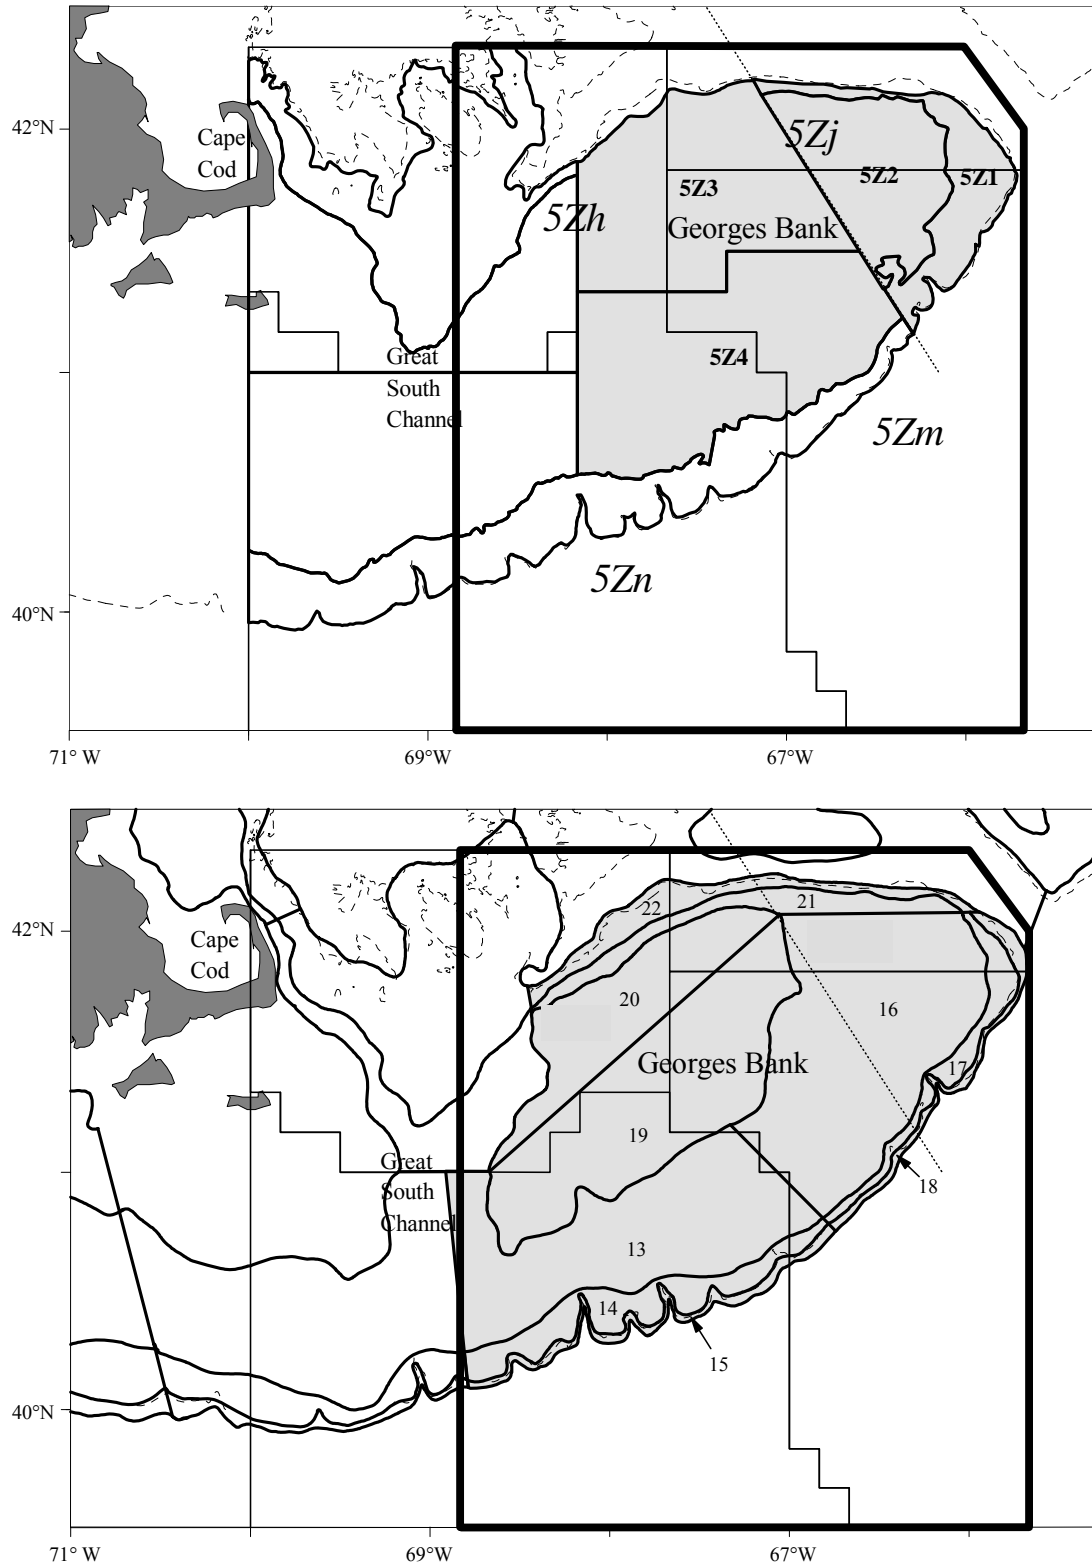 42°N
Cape
Cod
5Zj
5Z3
5Z2
5Z1
5Zh
Georges Bank
Great
South
Channel
5Z4
5Zm
5Zn
40°N
71° W
69°W
67°W
42°N
Cape
Cod
22
21
20
16
Georges Bank
17
19
Great
South
Channel
18
13
14
15
40°N
71° W
69°W
67°W